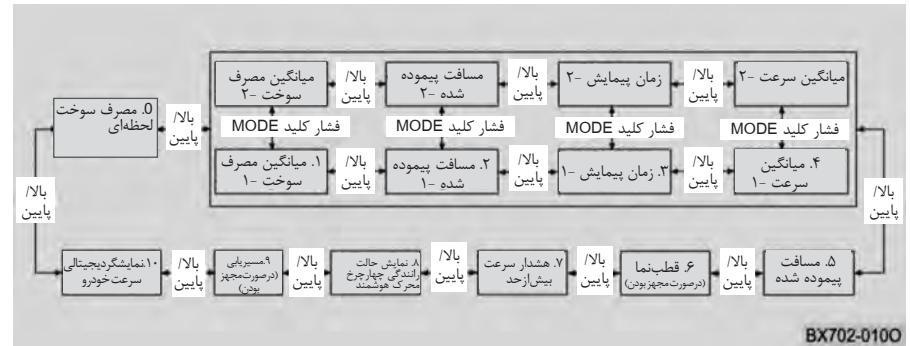 میانگین مصرف
سوخت -۲
بالا/
پایین
مسافت پیموده
شده -۲
بالا/
پایین
زمان پیمایش -۲
بالا/
پایین
میانگین سرعت -۲
0. مصرف سوخت
لحظه‌ای
بالا/
پایین
فشار کلید MODE
فشار کلید MODE
فشار کلید MODE
فشار کلید MODE
۱. میانگین مصرف
سوخت -۱
بالا/
پایین
۲. مسافت پیموده
شده -۱
بالا/
پایین
۳. زمان پیمایش -۱
بالا/
پایین
۴. میانگین
سرعت -۱
بالا/
پایین
بالا/
پایین
۵. مسافت
پیموده شده
بالا/
پایین
۶. قطب‌نما
(درصورت‌مجهزبودن)
بالا/
پایین
۷. هشدار سرعت
بیش‌ازحد
بالا/
پایین
۸. نمایش حالت
رانندگی چهارچرخ
محرک هوشمند
بالا/
پایین
۹.مسیریابی
(درصورت‌مجهز
بودن)
بالا/
پایین
۱۰.نمایشگردیجیتالی
سرعت‌خودرو
BX702-010O